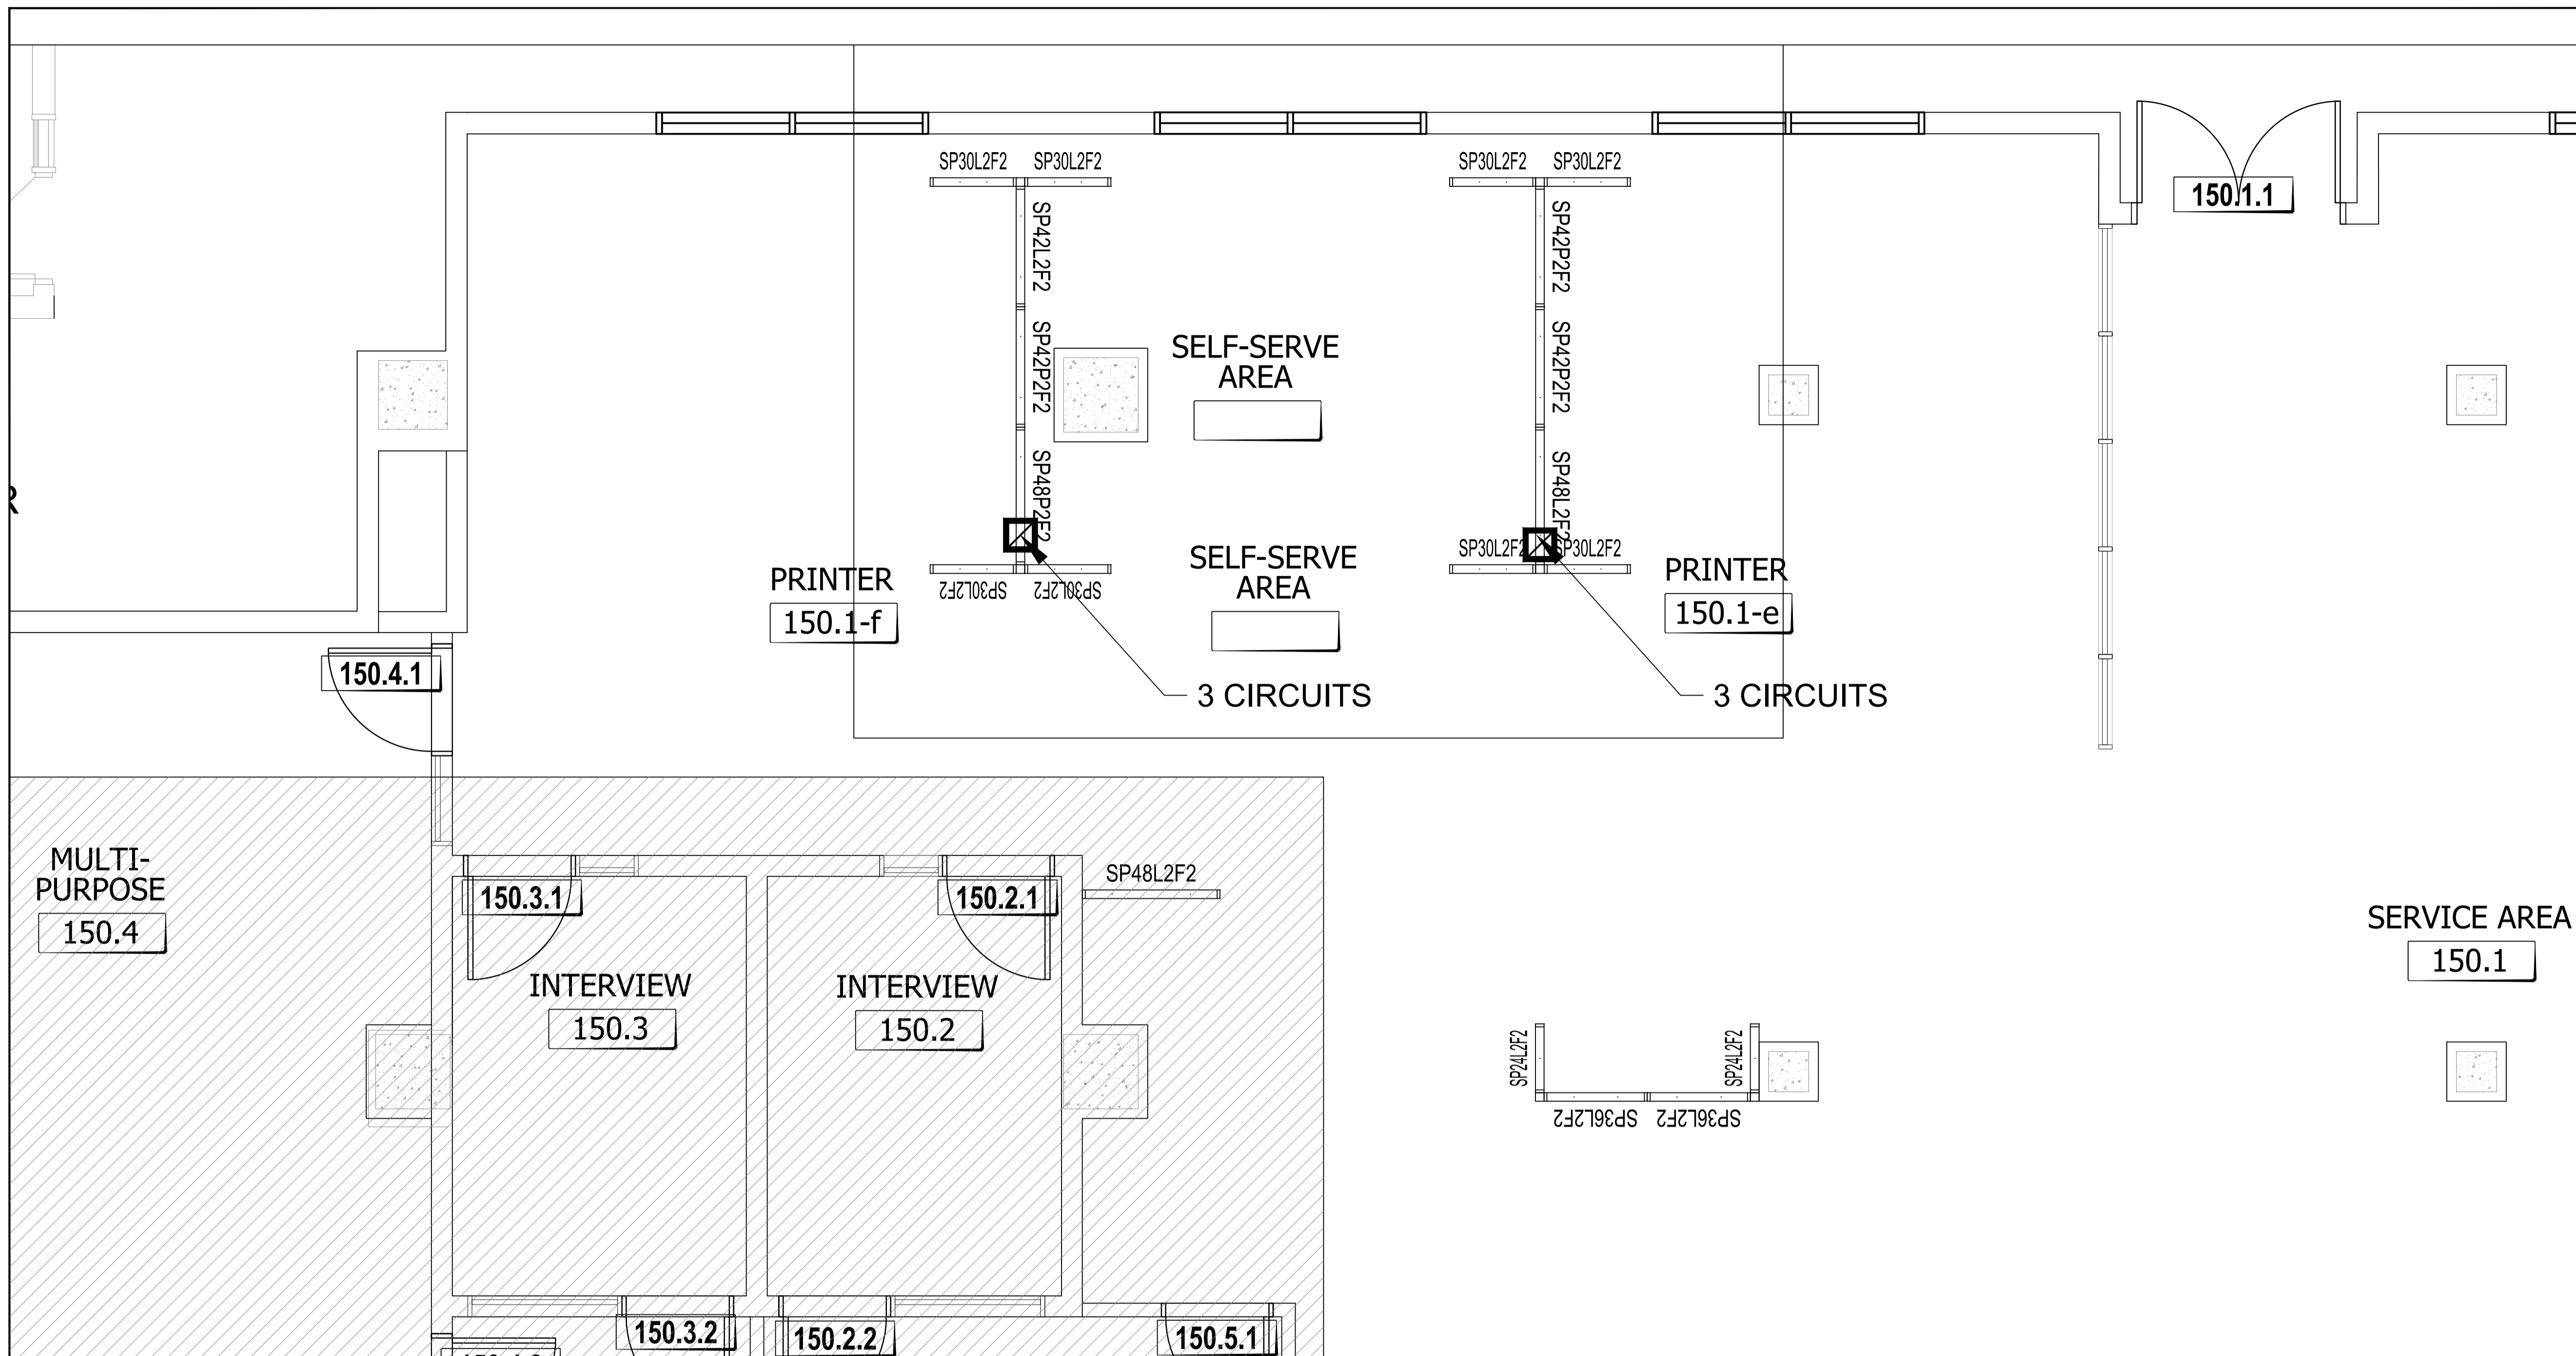 SP30L2F2 SP30L2F2
SP30L2F2 SP30L2F2
150.1.1
SP42L2F2
SP42P2F2
SP48P2F2
SP42P2F2
SP42P2F2
SP48L2F2
SELF-SERVE
AREA
R
SELF-SERVE
AREA
SP30L2F2 SP30L2F2
SP30L2F2 SP30L2F2
PRINTER
150.1-f
PRINTER
150.1-e
150.4.1
3 CIRCUITS
3 CIRCUITS
MULTI-
PURPOSE
150.4
150.3.1
150.2.1
SP48L2F2
SERVICE AREA
150.1
INTERVIEW
150.3
INTERVIEW
150.2
SP24L2F2
SP24L2F2
SP36L2F2 SP36L2F2
150.3.2
150.2.2
150.5.1